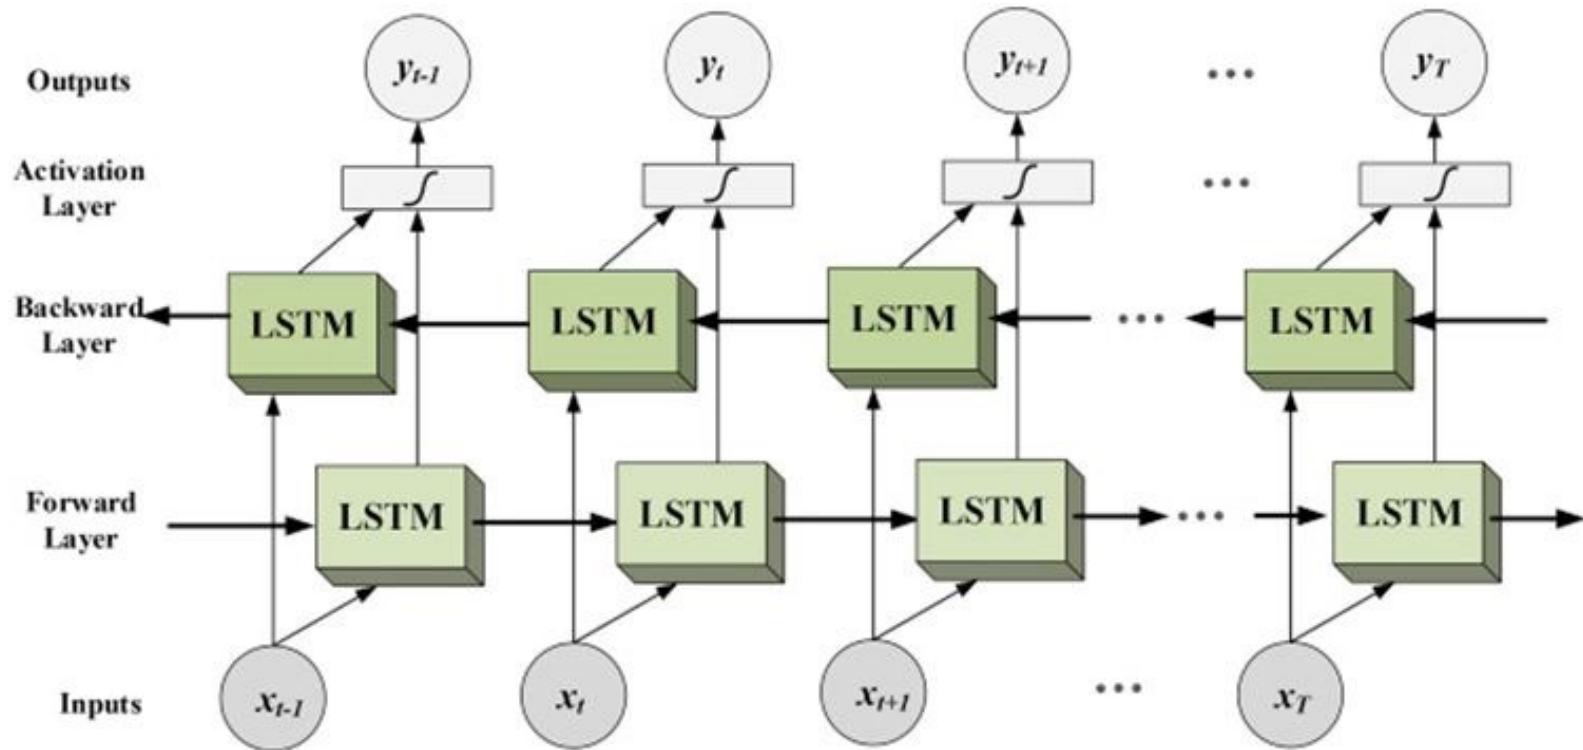 Outputs y_{t-1} y_t y_{t+1} ... y_T
Activation
Layer ∫ ∫ ∫ ... ∫
Backward
Layer LSTM LSTM LSTM ... LSTM
Forward
Layer LSTM LSTM LSTM ... LSTM
Inputs x_{t-1} x_t x_{t+1} ... x_T